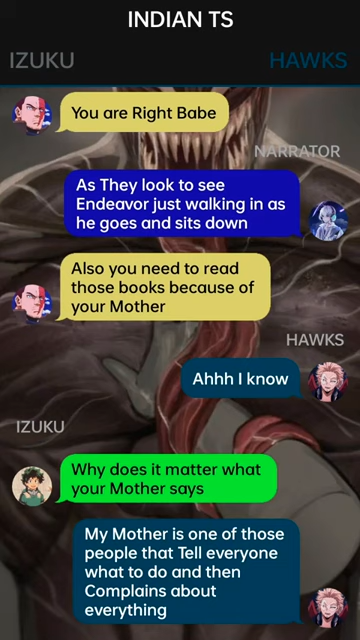 INDIAN TS
IZUKU
HAWKS
You are Right Babe
NARRATOR
As They look to see
Endeavor just walking in as
he goes and sits down
Also you need to read
those books because of
your Mother
HAWKS
Ahhh I know
IZUKU
Why does it matter what
your Mother says
My Mother is one of those
people that Tell everyone
what to do and then
Complains about
everything